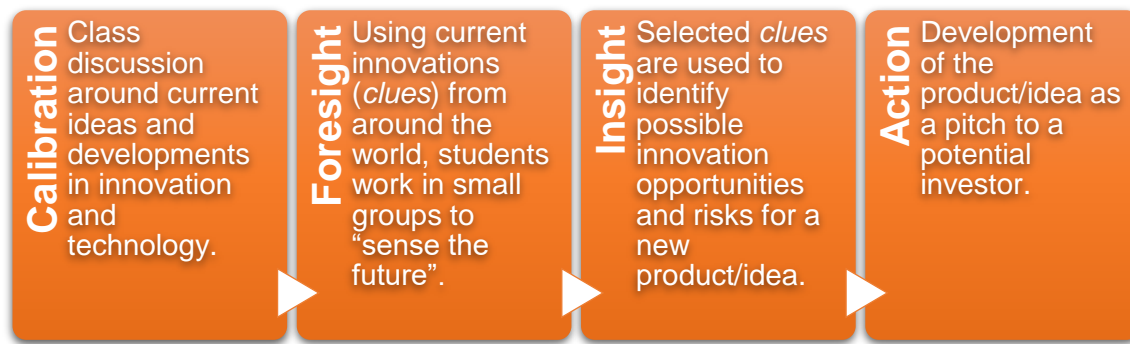 Calibration
Class
discussion
around current
ideas and
developments
in innovation
and
technology.
Foresight
Using current
innovations
(clues) from
around the
world, students
work in small
groups to
“sense the
future”.
Insight
Selected clues
are used to
identify
possible
innovation
opportunities
and risks for a
new
product/idea.
Action
Development
of the
product/idea as
a pitch to a
potential
investor.